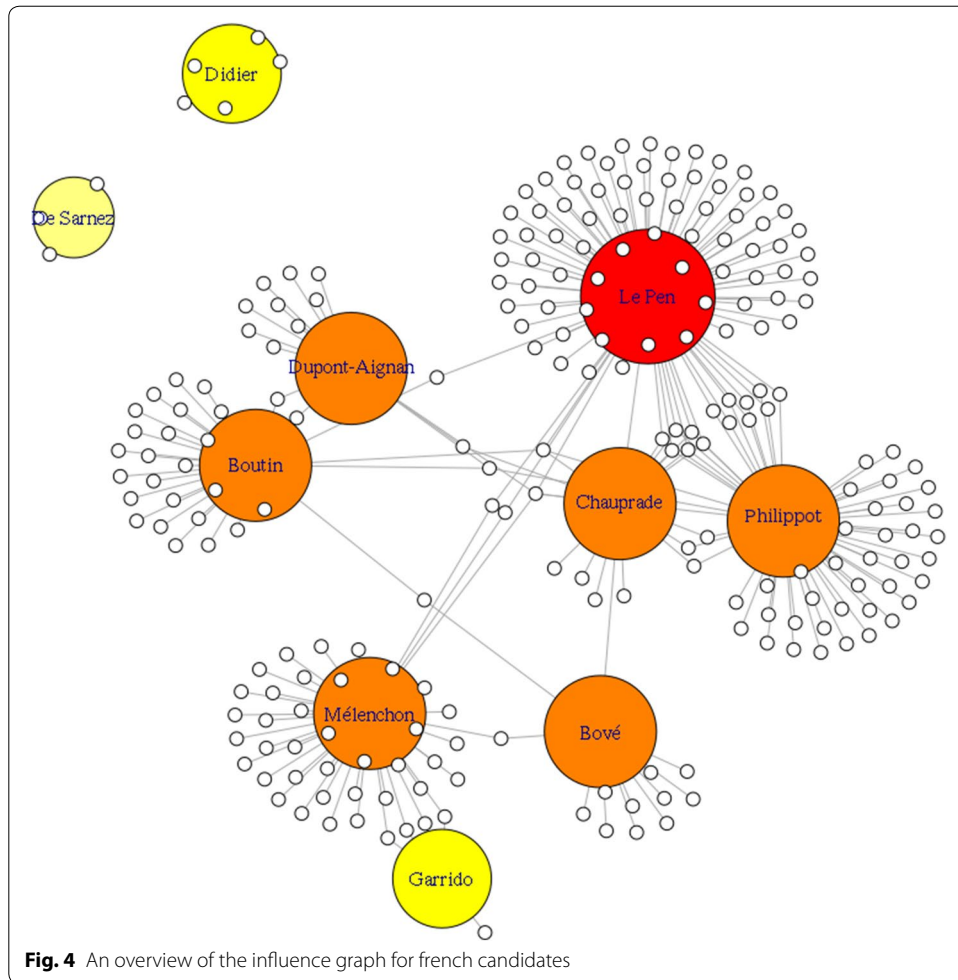 Didier
De Sarnez
Le Pen
Dupont-Aignan
Boutin
Chauprade
Philippot
Mélenchon
Bové
Garrido
Fig. 4 An overview of the influence graph for french candidates